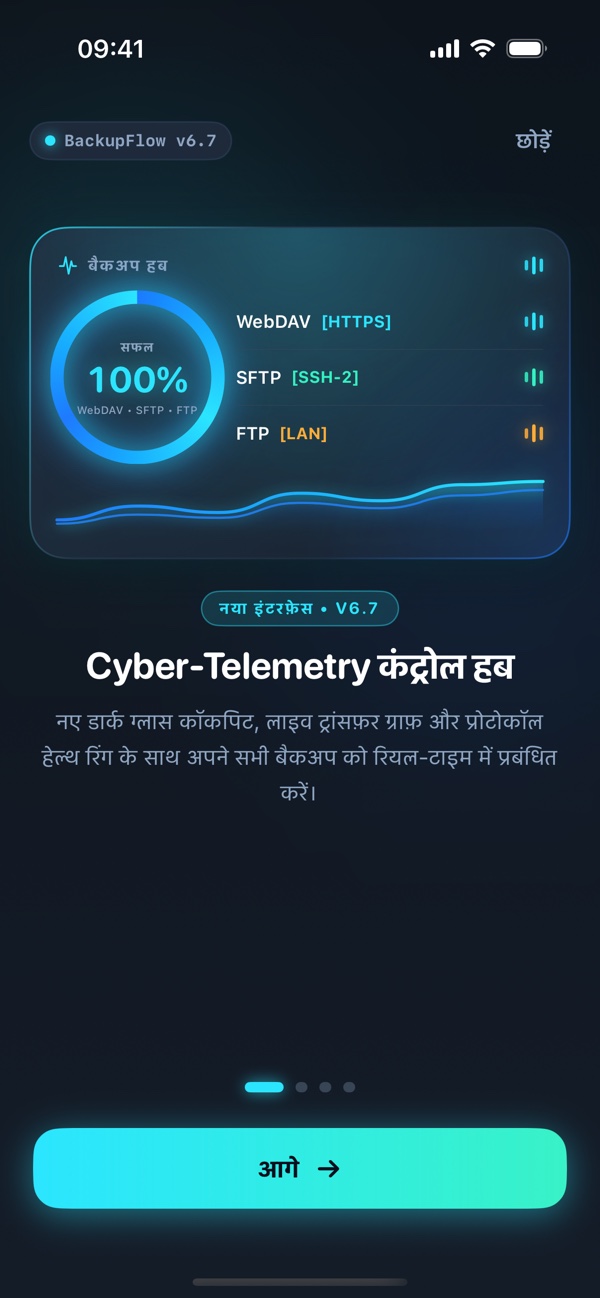 09:41
BackupFlow v6.7
छोड़ें
बैकअप हब
सफल
100%
WebDAV • SFTP • FTP
WebDAV [HTTPS]
SFTP [SSH-2]
FTP [LAN]
नया इंटरफ़ेस • V6.7
Cyber-Telemetry कंट्रोल हब
नए डार्क ग्लास कॉकपिट, लाइव ट्रांसफ़र ग्राफ़ और प्रोटोकॉल
हेल्थ रिंग के साथ अपने सभी बैकअप को रियल-टाइम में प्रबंधित
करें।
आगे →